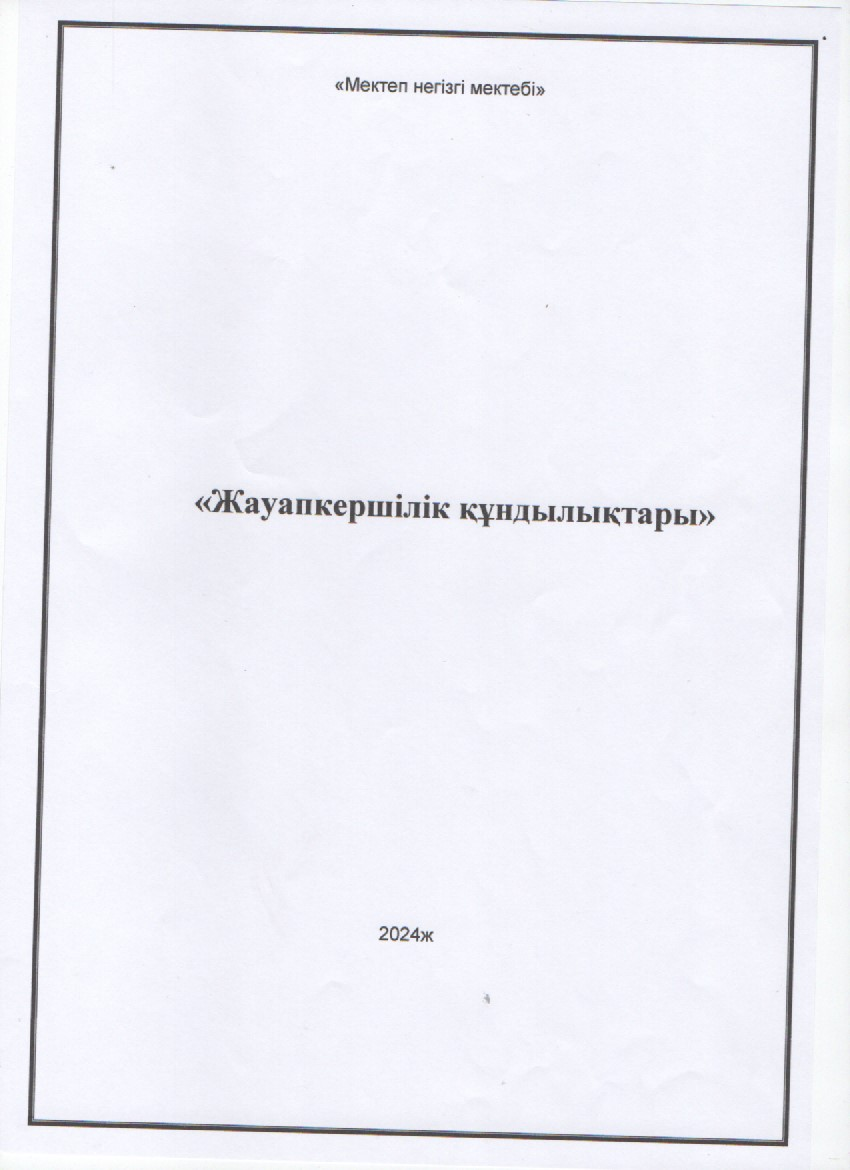 «Мектеп негізгі мектебі»
«Жауапкершілік құндылықтары»
2024ж